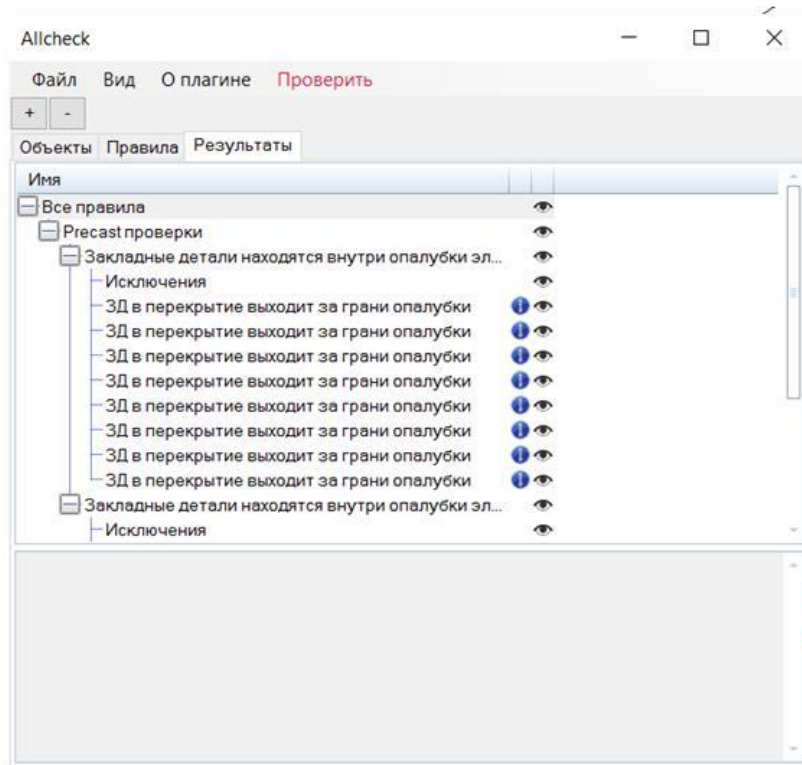 Allcheck
Файл Вид О плагине Проверить
+ -
Объекты Правила Результаты
Имя
Все правила
Precast проверки
Закладные детали находятся внутри опалубки эл...
Исключения
ЗД в перекрытие выходит за грани опалубки
ЗД в перекрытие выходит за грани опалубки
ЗД в перекрытие выходит за грани опалубки
ЗД в перекрытие выходит за грани опалубки
ЗД в перекрытие выходит за грани опалубки
ЗД в перекрытие выходит за грани опалубки
ЗД в перекрытие выходит за грани опалубки
ЗД в перекрытие выходит за грани опалубки
Закладные детали находятся внутри опалубки эл...
Исключения